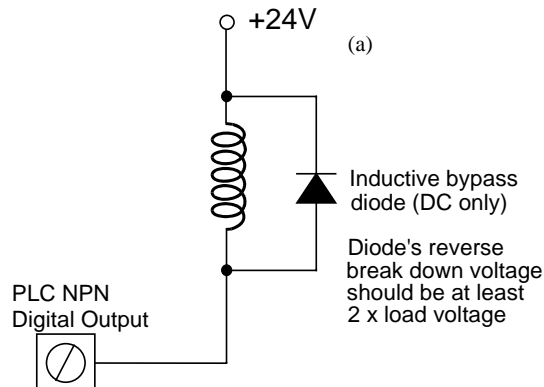 +24V
(a)
Inductive bypass
diode (DC only)
Diode's reverse
break down voltage
should be at least
2 x load voltage
PLC NPN
Digital Output